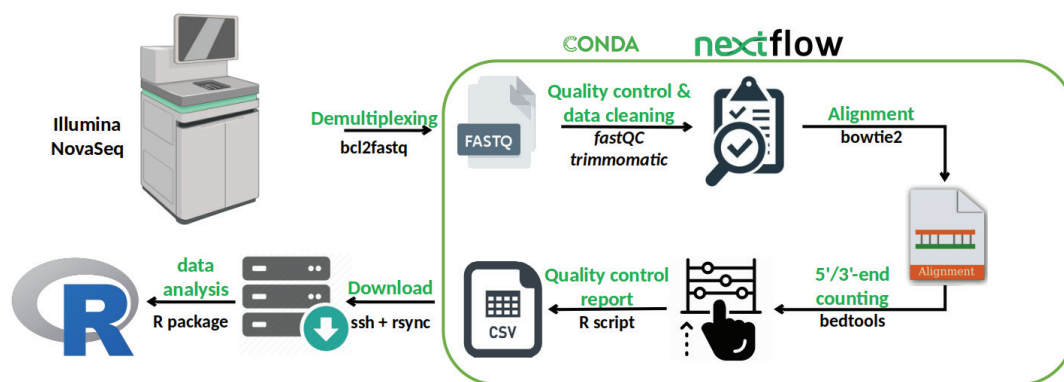 CONDA
nextflow
Illumina
NovaSeq
Demultiplexing
bcl2fastq
FASTQ
Quality control &
data cleaning
fastQC
trimmomatic
Alignment
bowtie2
Alignment
5'/3'-end
counting
bedtools
Quality control
report
R script
CSV
Download
ssh + rsync
data
analysis
R package
R